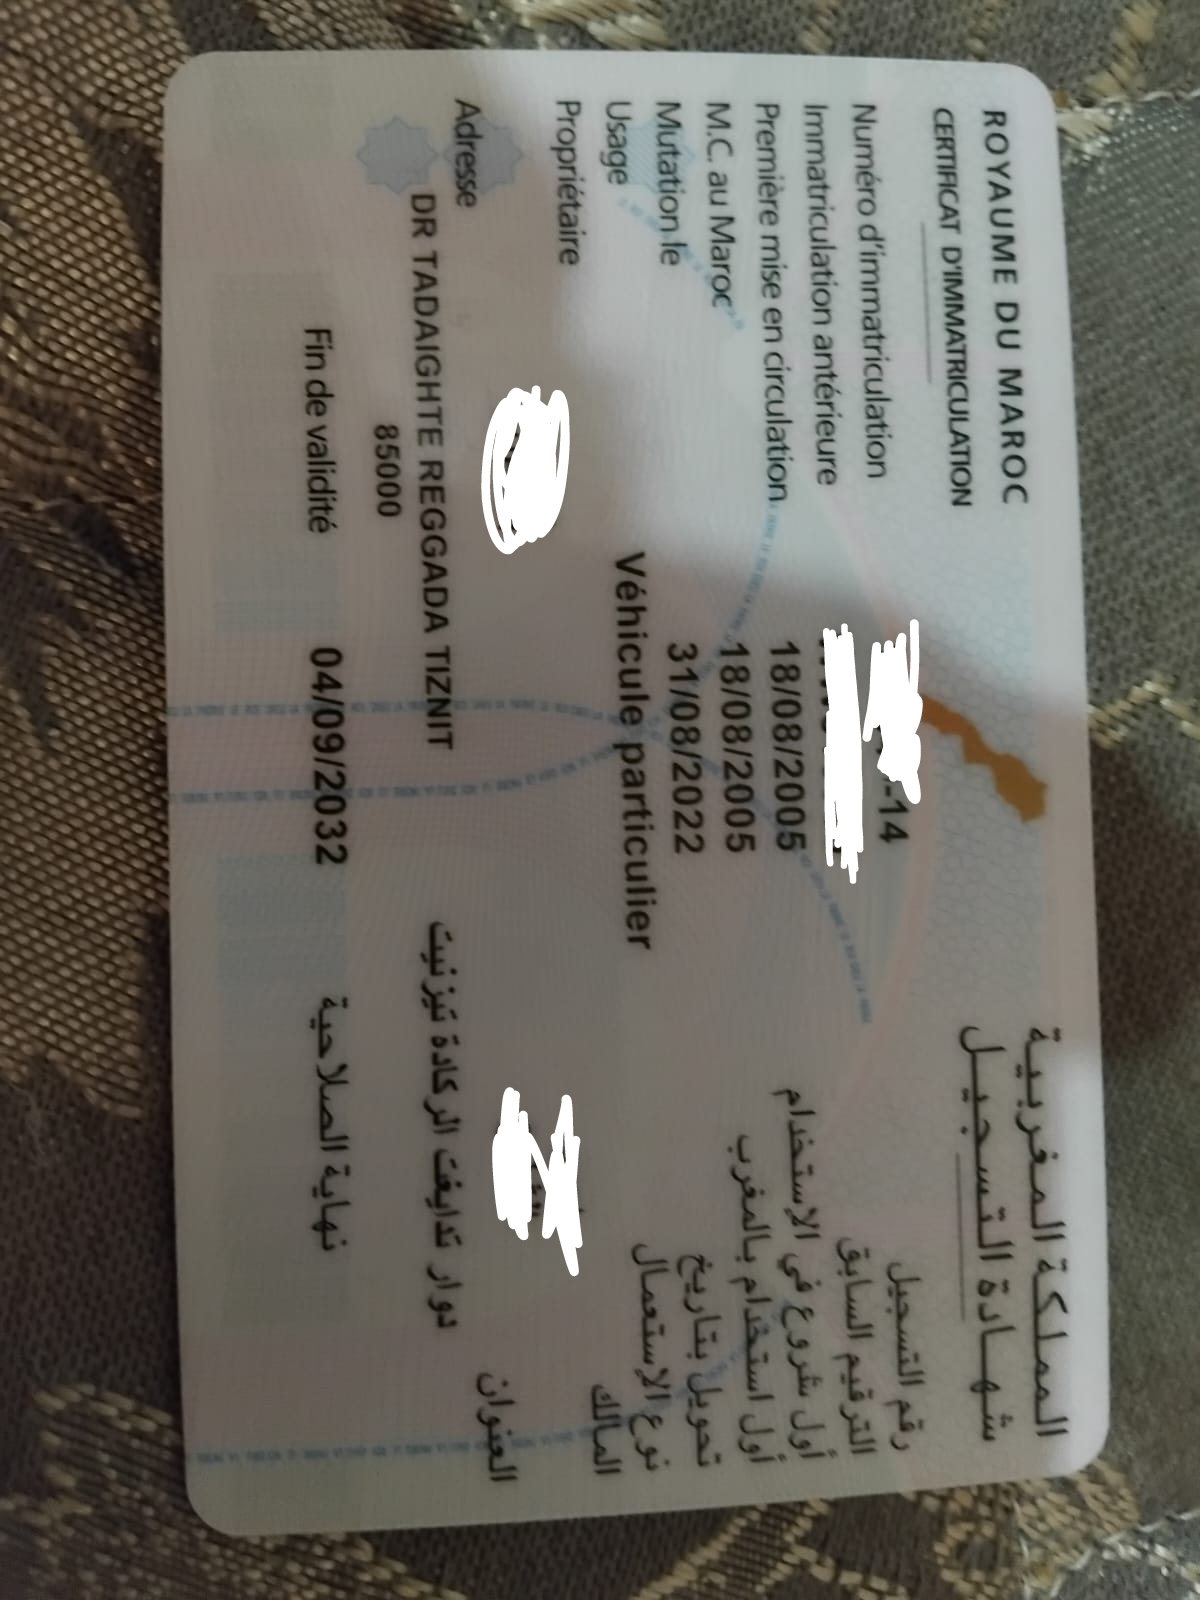 ROYAUME DU MAROC
المملكة المغربية
CERTIFICAT D'IMMATRICULATION
شهادة التسجيل
Numéro d'immatriculation -14 رقم التسجيل
Immatriculation antérieure الترقيم السابق
Première mise en circulation 18/08/2005 أول شروع في الإستخدام
M.C. au Maroc 18/08/2005 أول استخدام بالمغرب
Mutation le 31/08/2022 تحويل بتاريخ
Usage Véhicule particulier نوع الإستعمال
Propriétaire المالك
Adresse العنوان
DR TADAIGHTE REGGADA TIZNIT دوار تدايغت الركادة تيزنيت
85000
Fin de validité 04/09/2032 نهاية الصلاحية